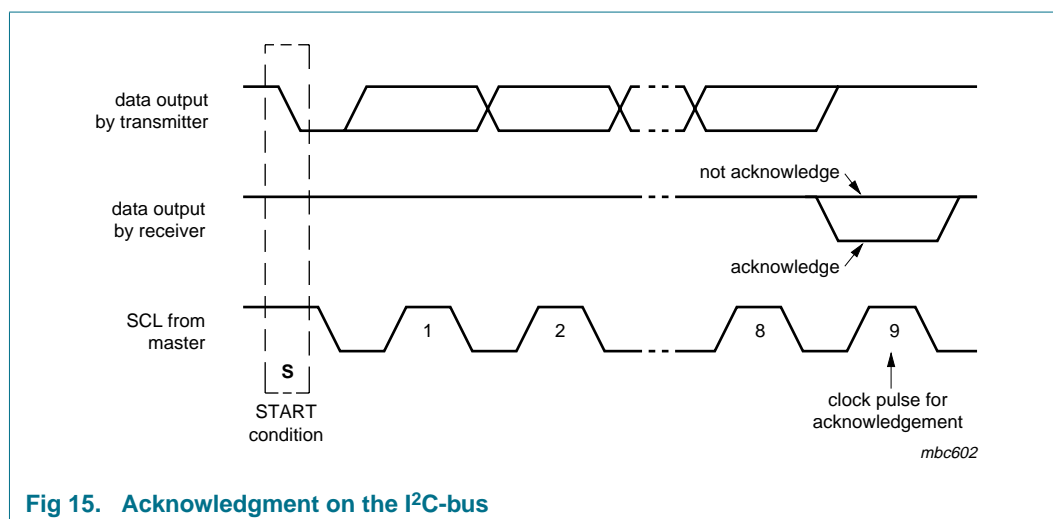 data output
by transmitter
not acknowledge
data output
by receiver
acknowledge
SCL from
master
1
2
8
9
S
START
condition
clock pulse for
acknowledgement
mbc602
Fig 15. Acknowledgment on the I²C-bus